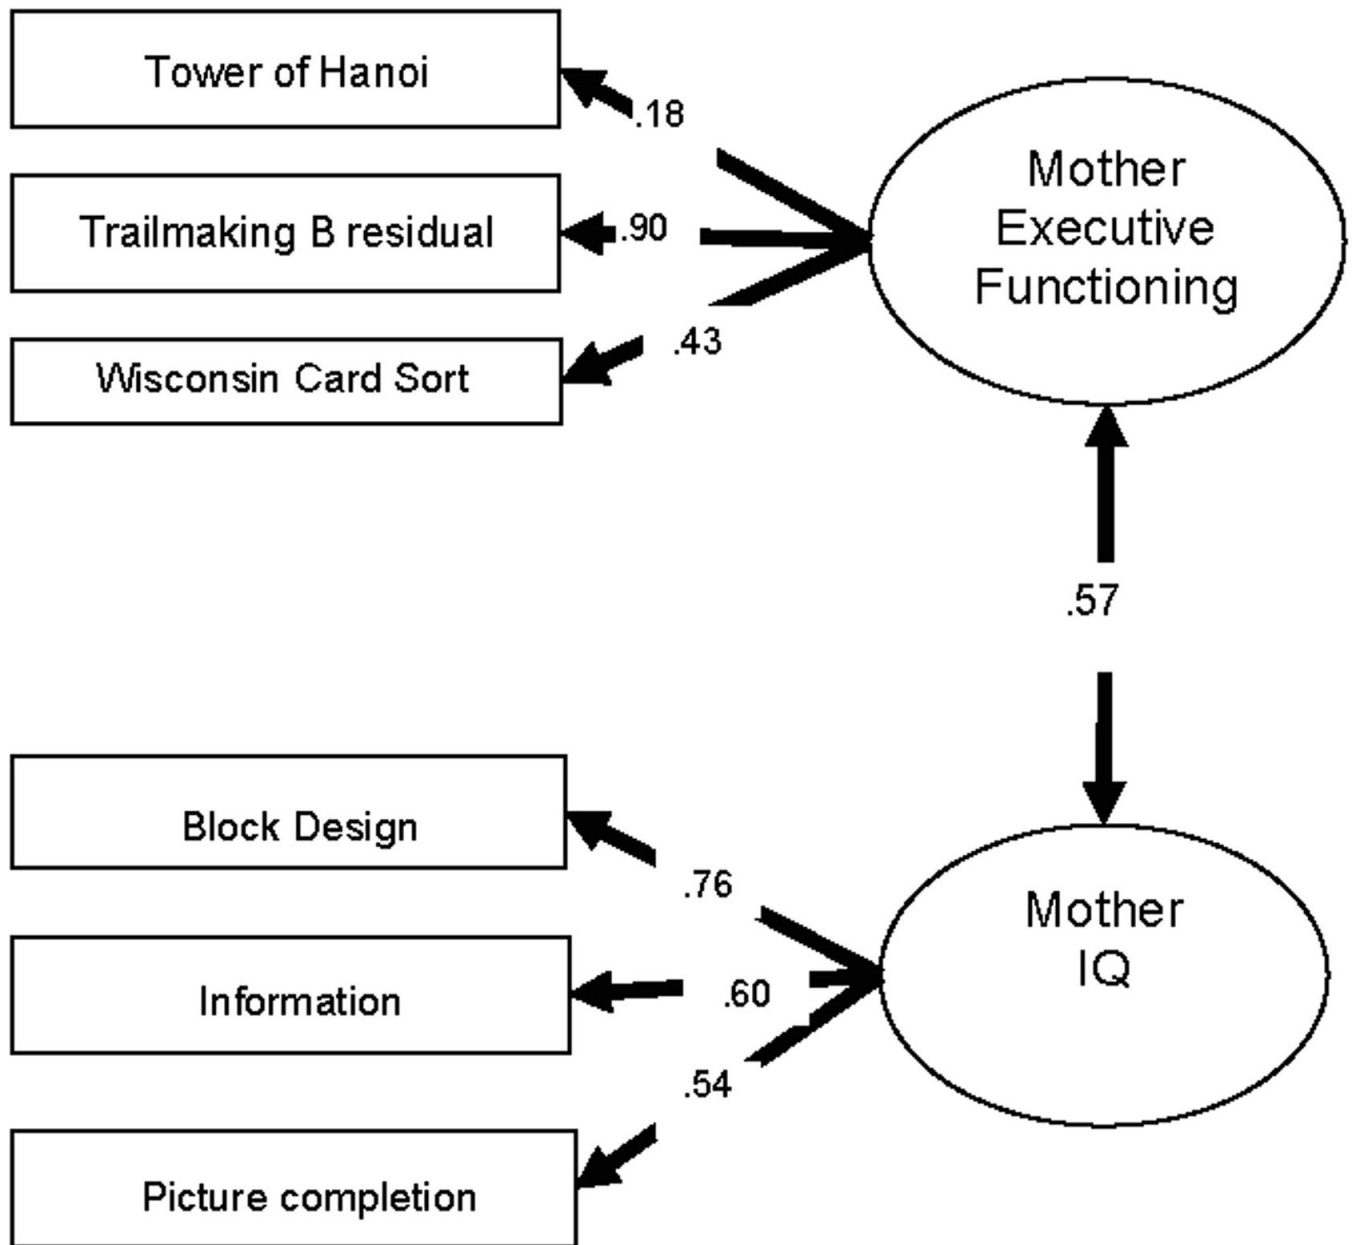 Tower of Hanoi
.18
Trailmaking B residual
.90
Wisconsin Card Sort
.43
Mother
Executive
Functioning
.57
Block Design
.76
Information
.60
Picture completion
.54
Mother
IQ